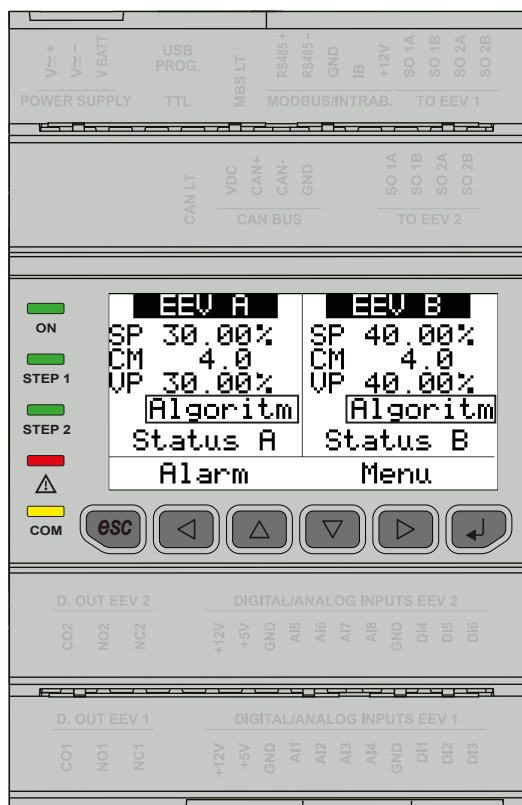 V≃+ V≃- V BATT
USB PROG.
MBS LT
RS485+ RS485- GND IB +12V
SO 1A SO 1B SO 2A SO 2B
POWER SUPPLY TTL MODBUS/INTRAB. TO EEV 1
CAN LT
VDC CAN+ CAN- GND
SO 1A SO 1B SO 2A SO 2B
CAN BUS TO EEV 2
EEV A EEV B
SP 30.00% SP 40.00%
CM 4.0 CM 4.0
VP 30.00% VP 40.00%
Algoritm Algoritm
Status A Status B
Alarm Menu
ON
STEP 1
STEP 2
COM
esc
D. OUT EEV 2 DIGITAL/ANALOG INPUTS EEV 2
CO2 NO2 NC2 +12V +5V GND AI5 AI6 AI7 AI8 GND DI4 DI5 DI6
D. OUT EEV 1 DIGITAL/ANALOG INPUTS EEV 1
CO1 NO1 NC1 +12V +5V GND AI1 AI2 AI3 AI4 GND DI1 DI2 DI3